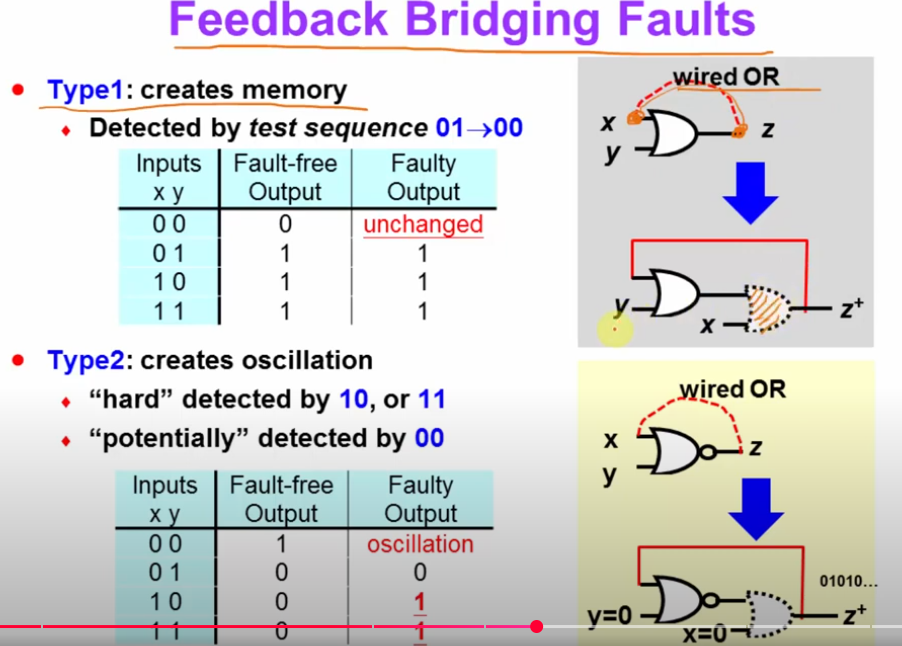 Feedback Bridging Faults
Type1: creates memory
Detected by test sequence 01→00
Inputs Fault-free Faulty
x y Output Output
0 0 0 unchanged
0 1 1 1
1 0 1 1
1 1 1 1
wired OR
x
y
z
y
x
z+
Type2: creates oscillation
"hard" detected by 10, or 11
"potentially" detected by 00
Inputs Fault-free Faulty
x y Output Output
0 0 1 oscillation
0 1 0 0
1 0 0 1
1 1 0 1
wired OR
x
y
z
01010...
y=0
x=0
z+